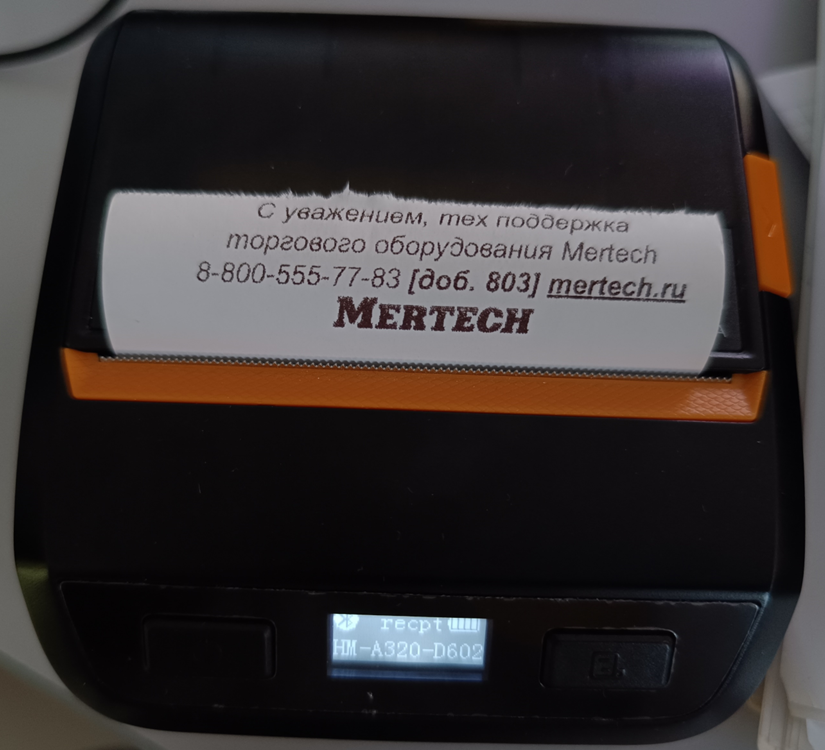 С уважением, тех поддержка
торгового оборудования Mertech
8-800-555-77-83 [доб. 803] mertech.ru
MERTECH
recpt
HM-A320-D602